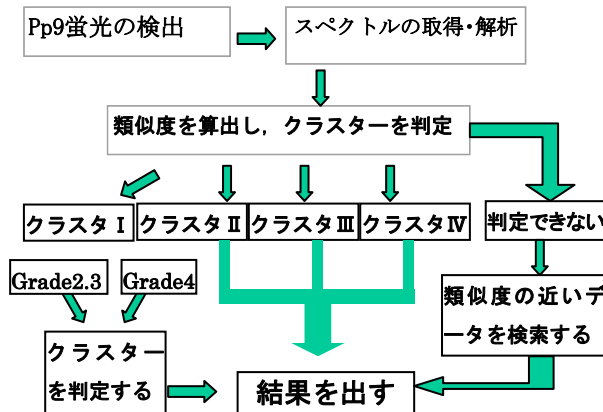 Pp9蛍光の検出
スペクトルの取得・解析
類似度を算出し，クラスターを判定
クラスタⅠ
クラスタⅡ
クラスタⅢ
クラスタⅣ
判定できない
Grade2.3
Grade4
類似度の近いデ
ータを検索する
クラスター
を判定する
結果を出す